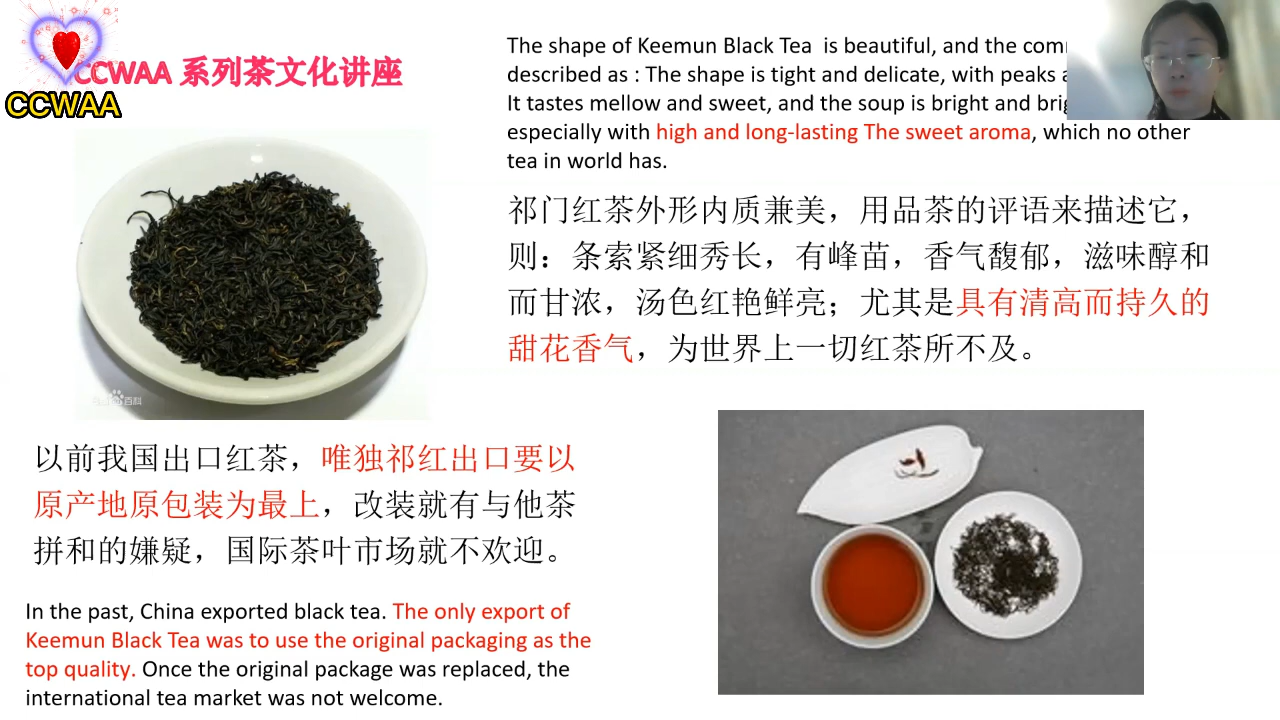 CCWAA 系列茶文化讲座
CCWAA
The shape of Keemun Black Tea is beautiful, and the com
described as : The shape is tight and delicate, with peaks
It tastes mellow and sweet, and the soup is bright and
especially with high and long-lasting The sweet aroma, which no other
tea in world has.
祁门红茶外形内质兼美，用品茶的评语来描述它，
则：条索紧细秀长，有峰苗，香气馥郁，滋味醇和
而甘浓，汤色红艳鲜亮；尤其是具有清高而持久的
甜花香气，为世界上一切红茶所不及。
百科
以前我国出口红茶，唯独祁红出口要以
原产地原包装为最上，改装就有与他茶
拼和的嫌疑，国际茶叶市场就不欢迎。
In the past, China exported black tea. The only export of
Keemun Black Tea was to use the original packaging as the
top quality. Once the original package was replaced, the
international tea market was not welcome.